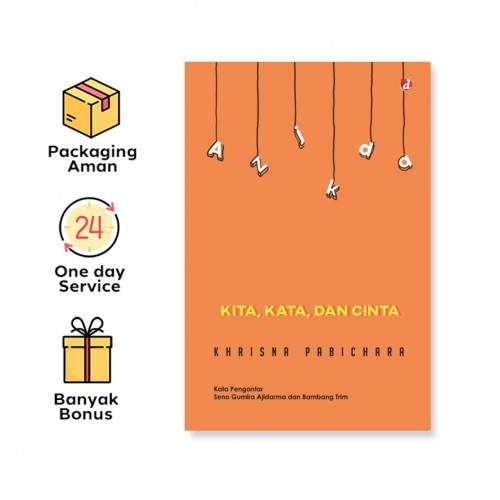 Packaging
Aman
24
One day
Service
Banyak
Bonus
d
A Z i k d a
KITA, KATA, DAN CINTA
KHRISNA PABICHARA
Kata Pengantar
Seno Gumira Ajidarma dan Bambang Trim